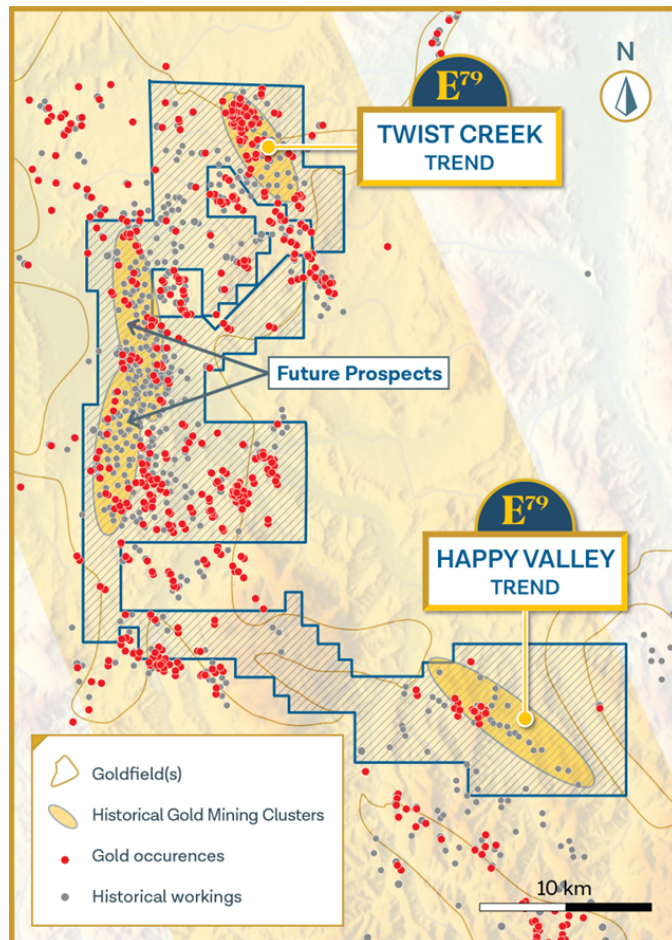 N
E79
TWIST CREEK
TREND
Future Prospects
E79
HAPPY VALLEY
TREND
Goldfield(s)
Historical Gold Mining Clusters
Gold occurences
Historical workings
10 km